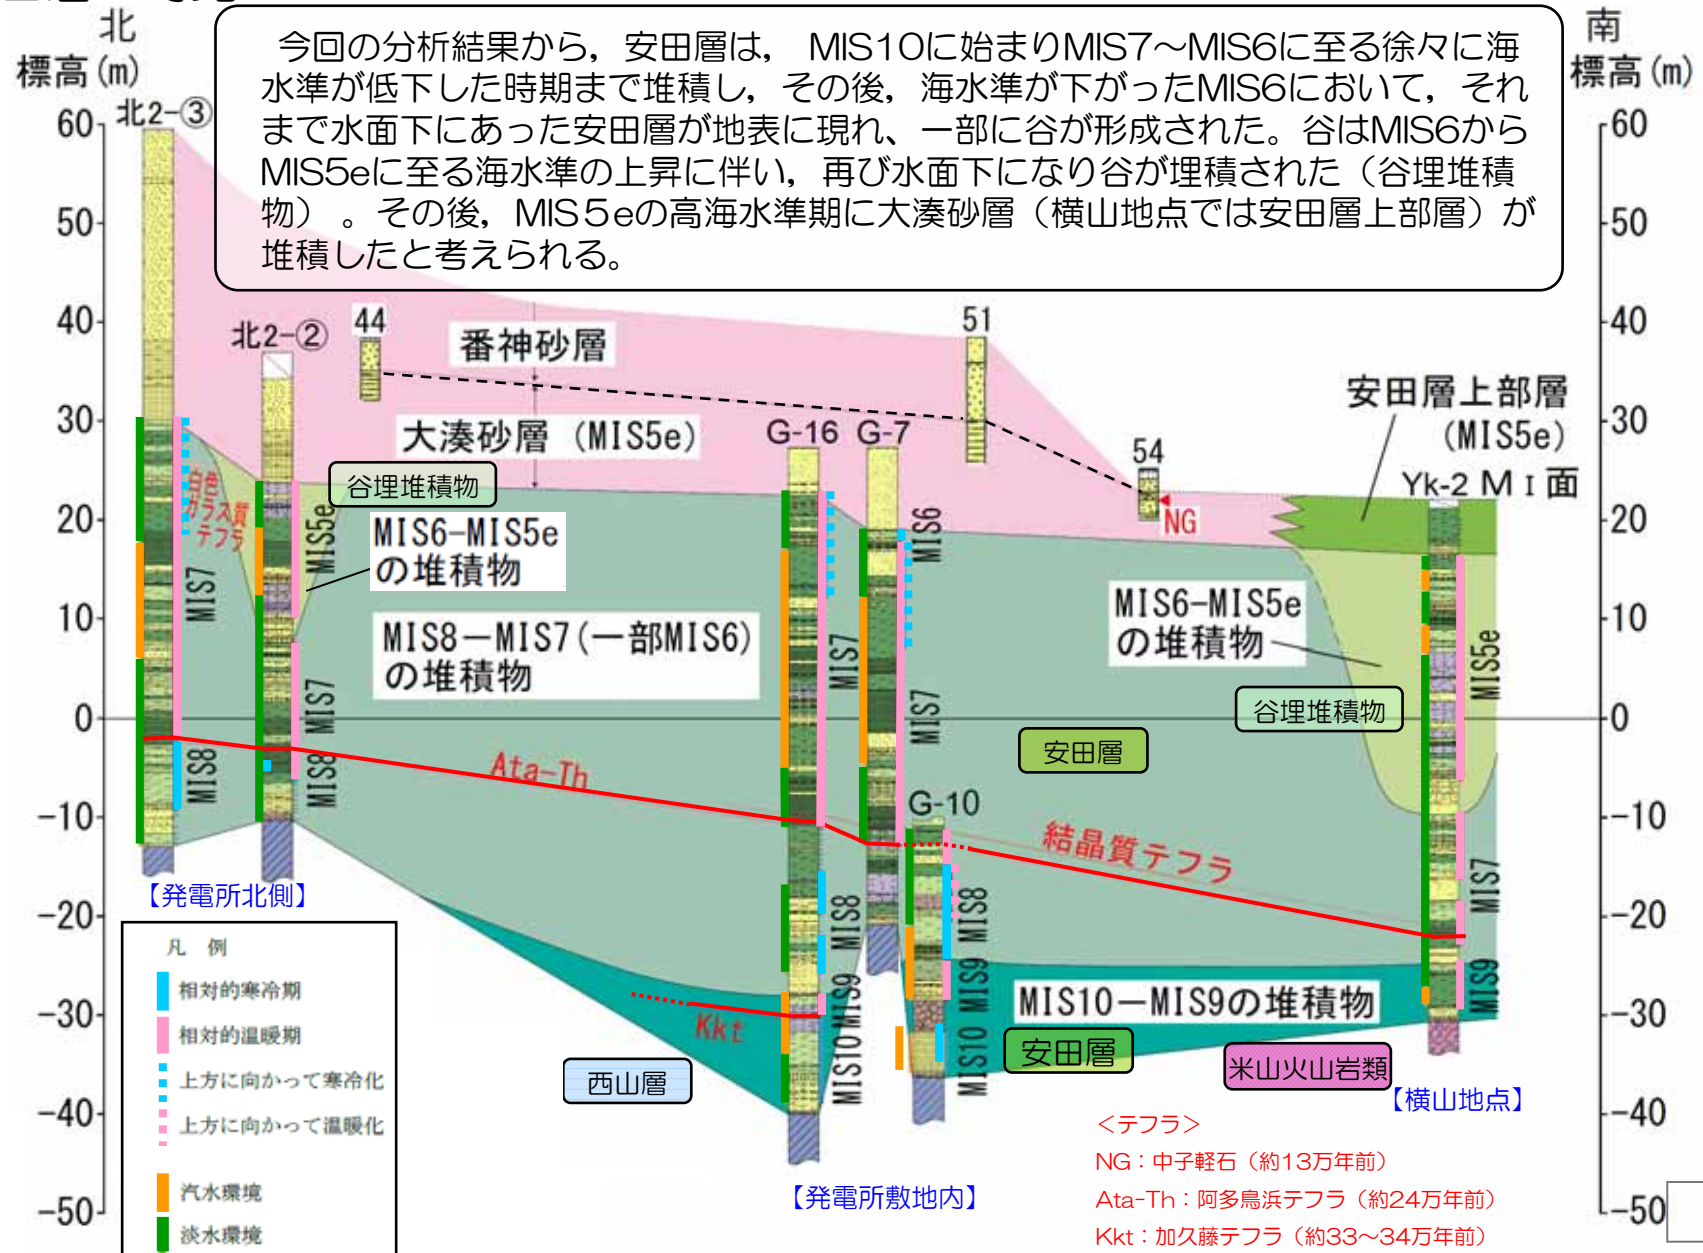 北
標高(m)
南
標高(m)
今回の分析結果から，安田層は， MIS10に始まりMIS7～MIS6に至る徐々に海
水準が低下した時期まで堆積し，その後，海水準が下がったMIS6において，それ
まで水面下にあった安田層が地表に現れ、一部に谷が形成された。谷はMIS6から
MIS5eに至る海水準の上昇に伴い，再び水面下になり谷が埋積された（谷埋堆積
物）。その後，MIS5eの高海水準期に大湊砂層（横山地点では安田層上部層）が
堆積したと考えられる。
60
50
40
30
20
10
0
-10
-20
-30
-40
-50
60
50
40
30
20
10
0
-10
-20
-30
-40
-50
北2-③
北2-②
44
51
54
番神砂層
大湊砂層（MIS5e）
G-16
G-7
安田層上部層
(MIS5e)
Yk-2 MⅠ面
NG
白色
ガラス質
テフラ
谷埋堆積物
MIS6-MIS5e
の堆積物
MIS5e
MIS7
MIS6
MIS8－MIS7(一部MIS6)
の堆積物
MIS7
MIS7
MIS7
MIS6-MIS5e
の堆積物
谷埋堆積物
MIS5e
安田層
MIS8
MIS8
Ata-Th
G-10
結晶質テフラ
MIS7
【発電所北側】
MIS8
MIS8
MIS9
MIS9
MIS9
MIS10
MIS10
Kkt
MIS10－MIS9の堆積物
安田層
西山層
米山火山岩類
【横山地点】
【発電所敷地内】
凡 例
相対的寒冷期
相対的温暖期
上方に向かって寒冷化
上方に向かって温暖化
汽水環境
淡水環境
＜テフラ＞
NG：中子軽石（約13万年前）
Ata-Th：阿多鳥浜テフラ（約24万年前）
Kkt：加久藤テフラ（約33～34万年前）